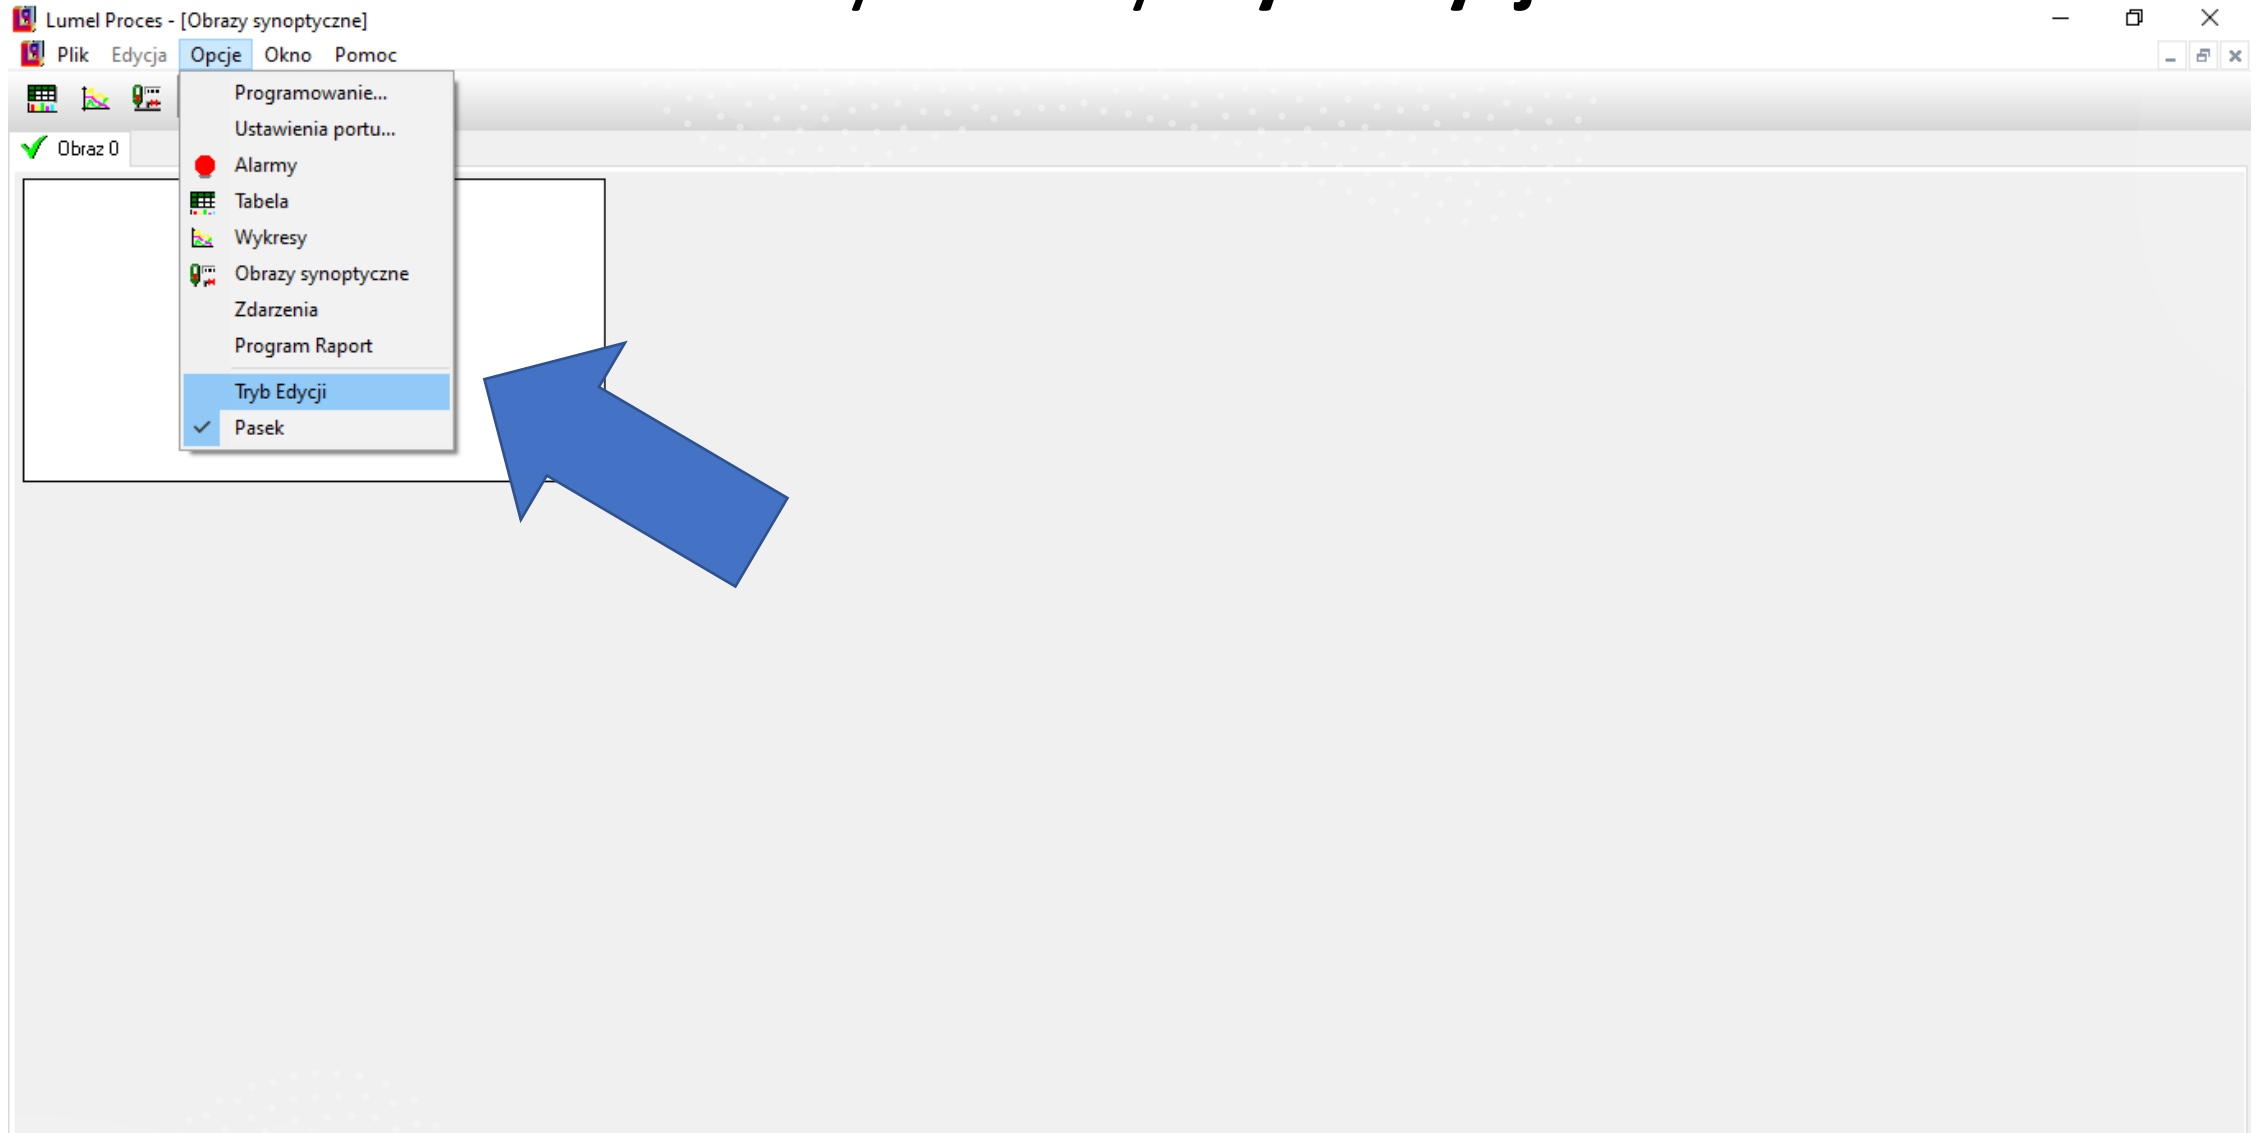 Lumel Proces - [Obrazy synoptyczne]
Plik Edycja Opcje Okno Pomoc
Programowanie...
Ustawienia portu...
Obraz 0
Alarmy
Tabela
Wykresy
Obrazy synoptyczne
Zdarzenia
Program Raport
Tryb Edycji
Pasek